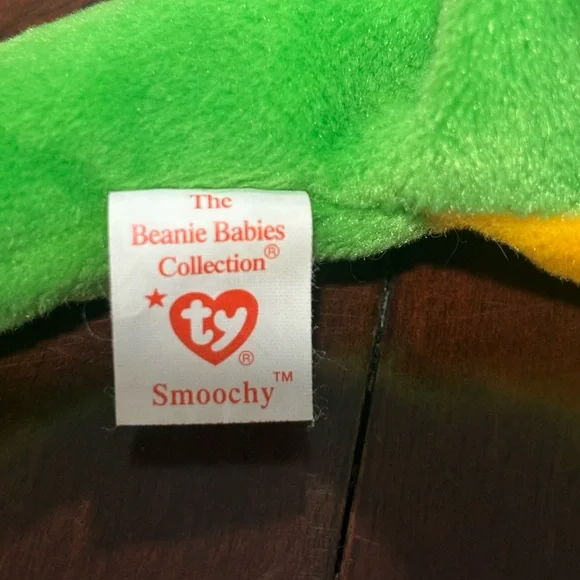 The
Beanie Babies
Collection®
ty®
Smoochy™